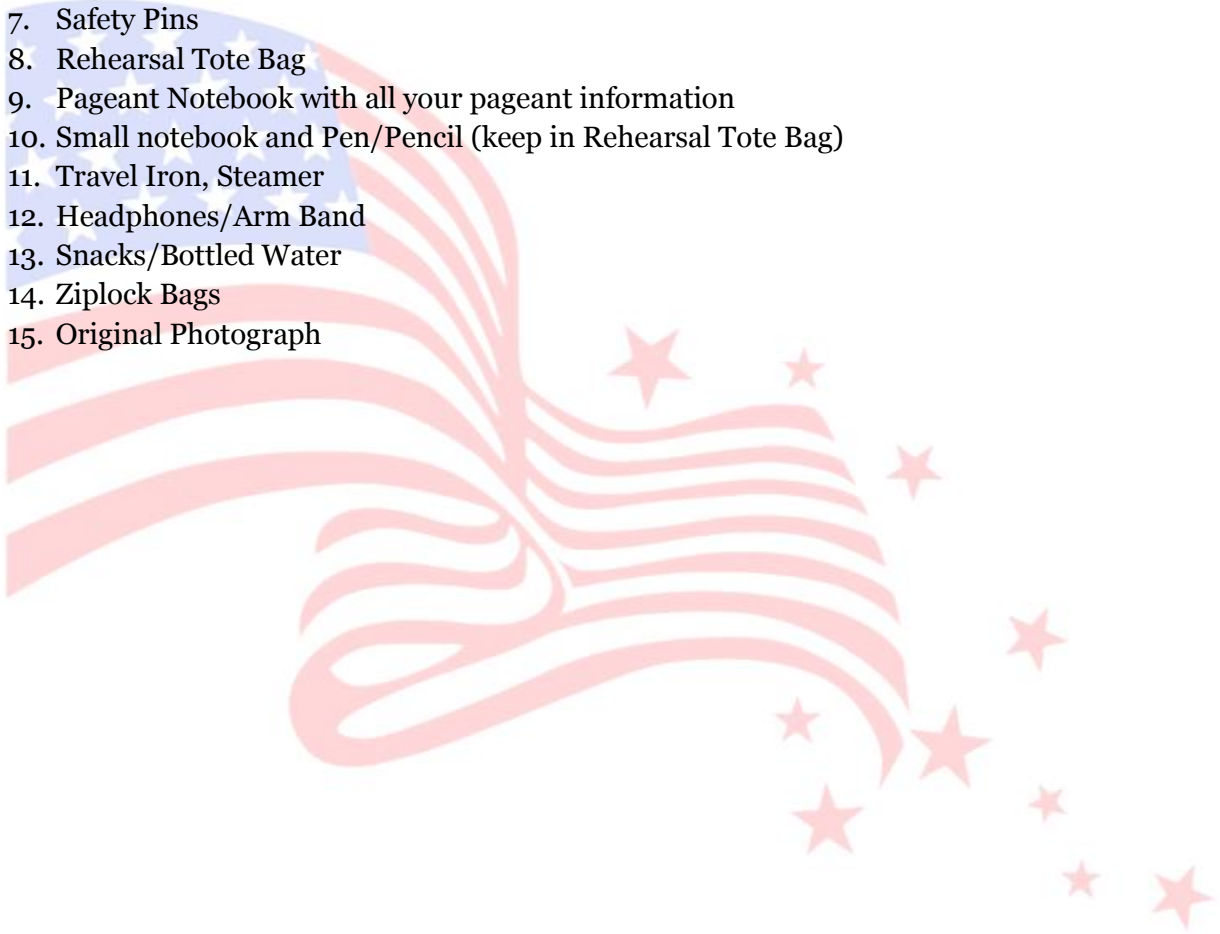 7. Safety Pins
8. Rehearsal Tote Bag
9. Pageant Notebook with all your pageant information
10. Small notebook and Pen/Pencil (keep in Rehearsal Tote Bag)
11. Travel Iron, Steamer
12. Headphones/Arm Band
13. Snacks/Bottled Water
14. Ziplock Bags
15. Original Photograph